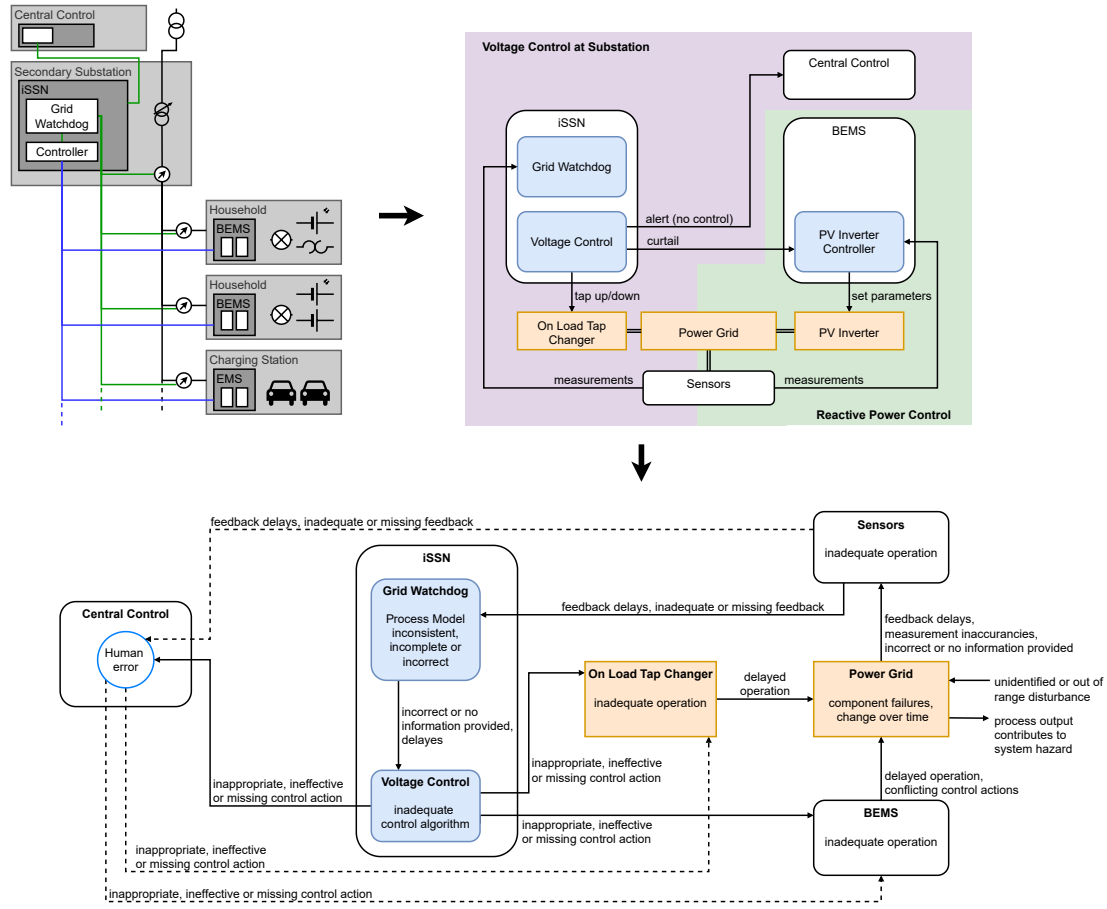 Central Control
Secondary Substation
iSSN
Grid
Watchdog
Controller
Household
BEMS
Household
BEMS
Charging Station
EMS
Voltage Control at Substation
Central Control
iSSN
BEMS
Grid Watchdog
Voltage Control
alert (no control)
curtail
PV Inverter
Controller
tap up/down
set parameters
On Load Tap
Changer
Power Grid
PV Inverter
measurements
Sensors
measurements
Reactive Power Control
feedback delays, inadequate or missing feedback
Sensors
inadequate operation
iSSN
Grid Watchdog
Process Model
inconsistent,
incomplete or
incorrect
feedback delays, inadequate or missing feedback
Central Control
Human
error
feedback delays,
measurement inaccurancies,
incorrect or no information provided
On Load Tap Changer
inadequate operation
delayed
operation
Power Grid
component failures,
change over time
unidentified or out of
range disturbance
process output
contributes to
system hazard
incorrect or no
information provided,
delayes
inappropriate, ineffective
or missing control action
Voltage Control
inadequate
control algorithm
inappropriate, ineffective
or missing control action
inappropriate, ineffective
or missing control action
delayed operation,
conflicting control actions
BEMS
inadequate operation
inappropriate, ineffective
or missing control action
inappropriate, ineffective or missing control action